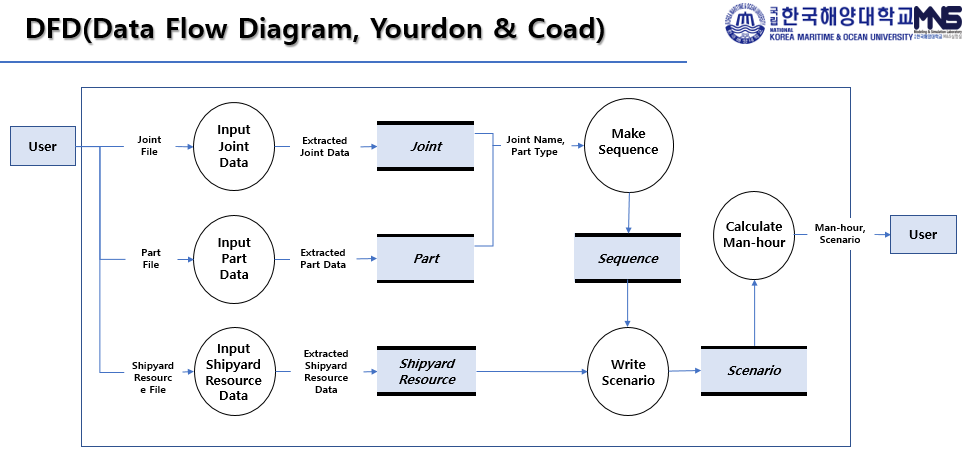 DFD(Data Flow Diagram, Yourdon & Coad)
국립한국해양대학교
NATIONAL
KOREA MARITIME & OCEAN UNIVERSITY
MNS
User
Joint
File
Input
Joint
Data
Extracted
Joint Data
Joint
Joint Name,
Part Type
Make
Sequence
Part
File
Input
Part
Data
Extracted
Part Data
Part
Sequence
Calculate
Man-hour
Man-hour,
Scenario
User
Shipyard
Resourc
e File
Input
Shipyard
Resource
Data
Extracted
Shipyard
Resource
Data
Shipyard
Resource
Write
Scenario
Scenario